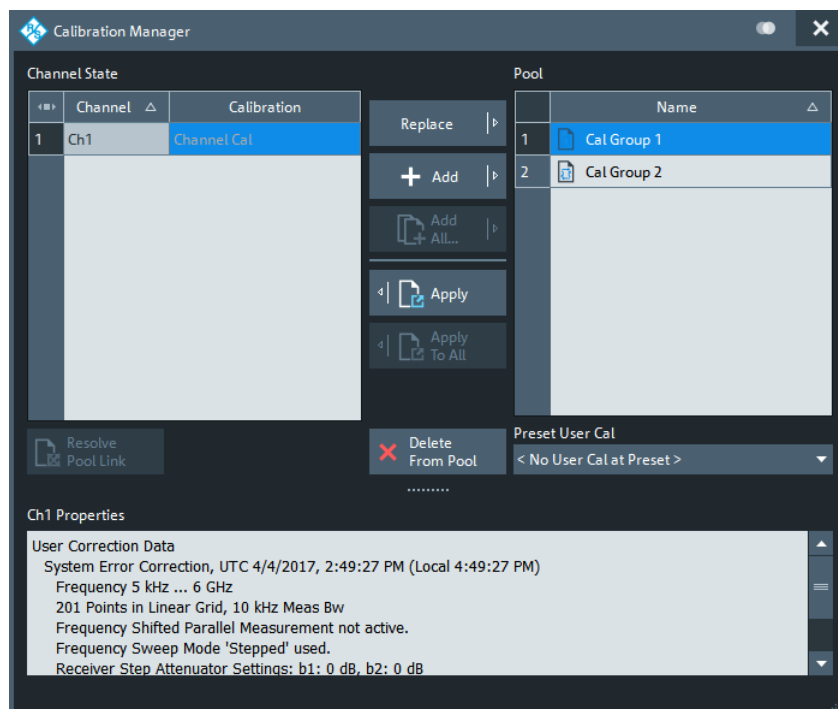 Calibration Manager
Channel State
Pool
Channel Calibration
1 Ch1 Channel Cal
Replace
Add
Add All...
Apply
Apply To All
Name
1 Cal Group 1
2 Cal Group 2
Resolve Pool Link
Delete From Pool
Preset User Cal
< No User Cal at Preset >
Ch1 Properties
User Correction Data
System Error Correction, UTC 4/4/2017, 2:49:27 PM (Local 4:49:27 PM)
Frequency 5 kHz ... 6 GHz
201 Points in Linear Grid, 10 kHz Meas Bw
Frequency Shifted Parallel Measurement not active.
Frequency Sweep Mode 'Stepped' used.
Receiver Step Attenuator Settings: b1: 0 dB, b2: 0 dB